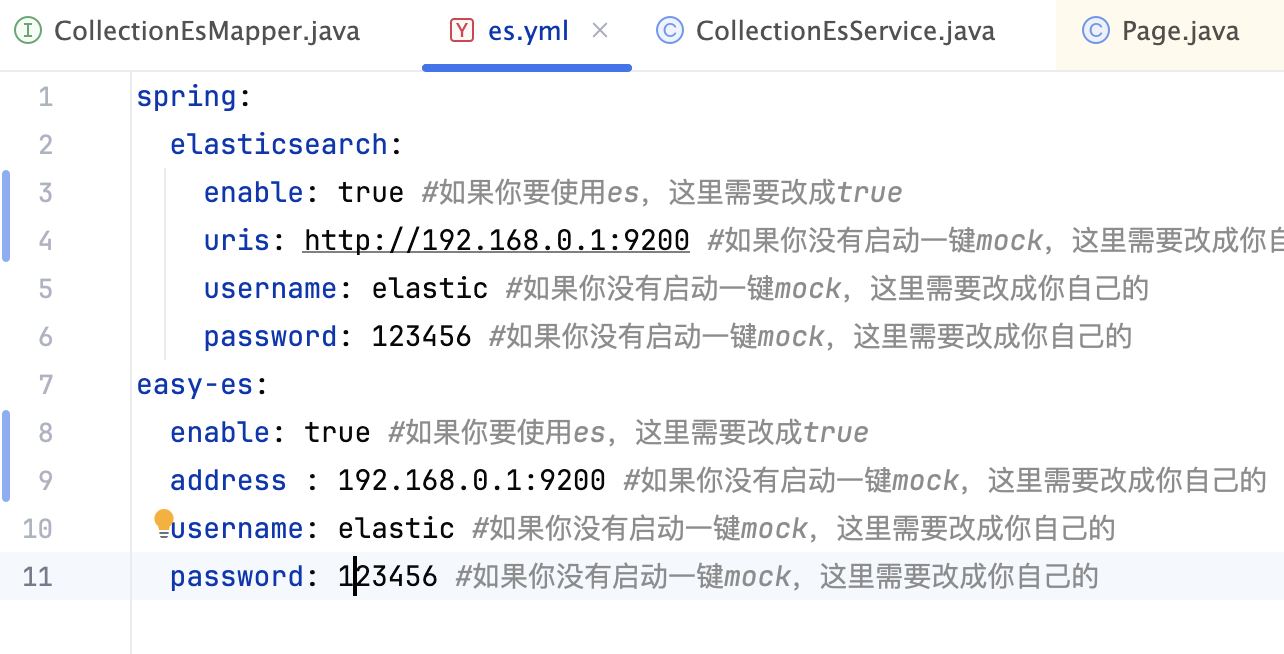 CollectionEsMapper.java es.yml CollectionEsService.java Page.java
1 spring:
2 elasticsearch:
3 enable: true #如果你要使用es，这里需要改成true
4 uris: http://192.168.0.1:9200 #如果你没有启动一键mock，这里需要改成你自
5 username: elastic #如果你没有启动一键mock，这里需要改成你自己的
6 password: 123456 #如果你没有启动一键mock，这里需要改成你自己的
7 easy-es:
8 enable: true #如果你要使用es，这里需要改成true
9 address : 192.168.0.1:9200 #如果你没有启动一键mock，这里需要改成你自己的
10 username: elastic #如果你没有启动一键mock，这里需要改成你自己的
11 password: 123456 #如果你没有启动一键mock，这里需要改成你自己的